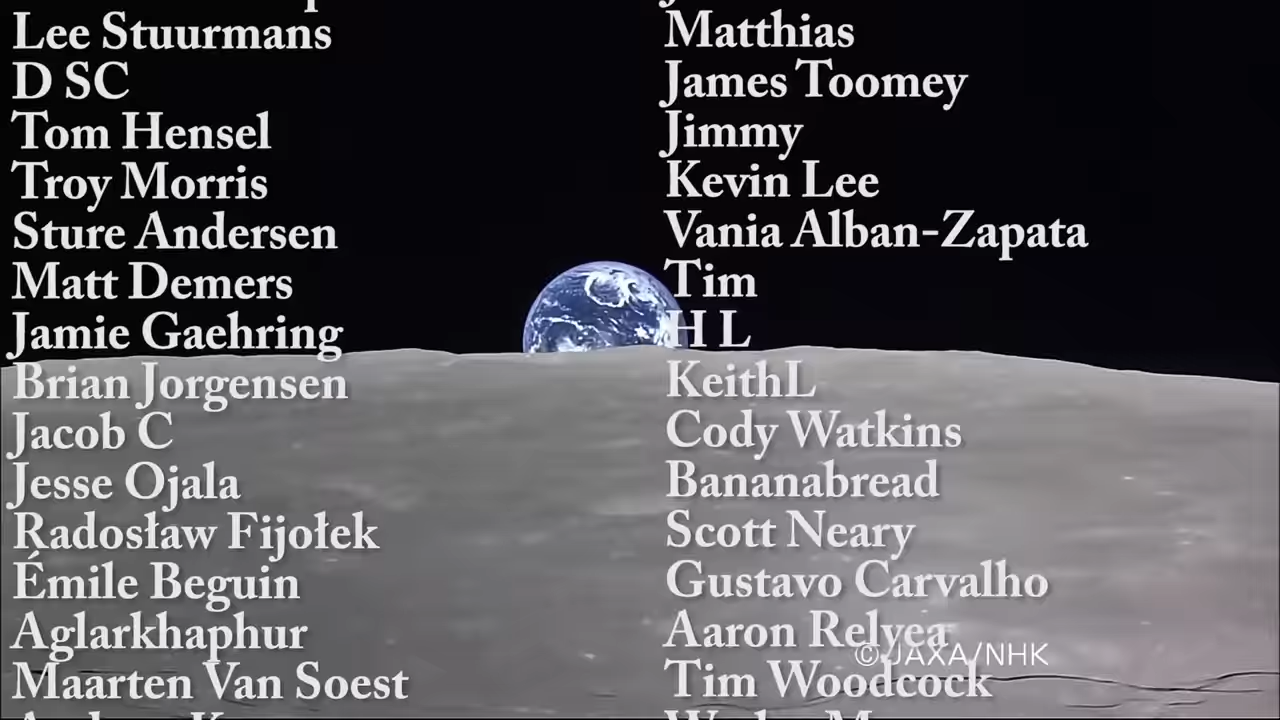 Lee Stuurmans
D SC
Tom Hensel
Troy Morris
Sture Andersen
Matt Demers
Jamie Gaehring
Brian Jorgensen
Jacob C
Jesse Ojala
Radosław Fijołek
Émile Beguin
Aglarkhaphur
Maarten Van Soest
Matthias
James Toomey
Jimmy
Kevin Lee
Vania Alban-Zapata
Tim
H L
KeithL
Cody Watkins
Bananabread
Scott Neary
Gustavo Carvalho
Aaron Relyea
©JAXA/NHK
Tim Woodcock